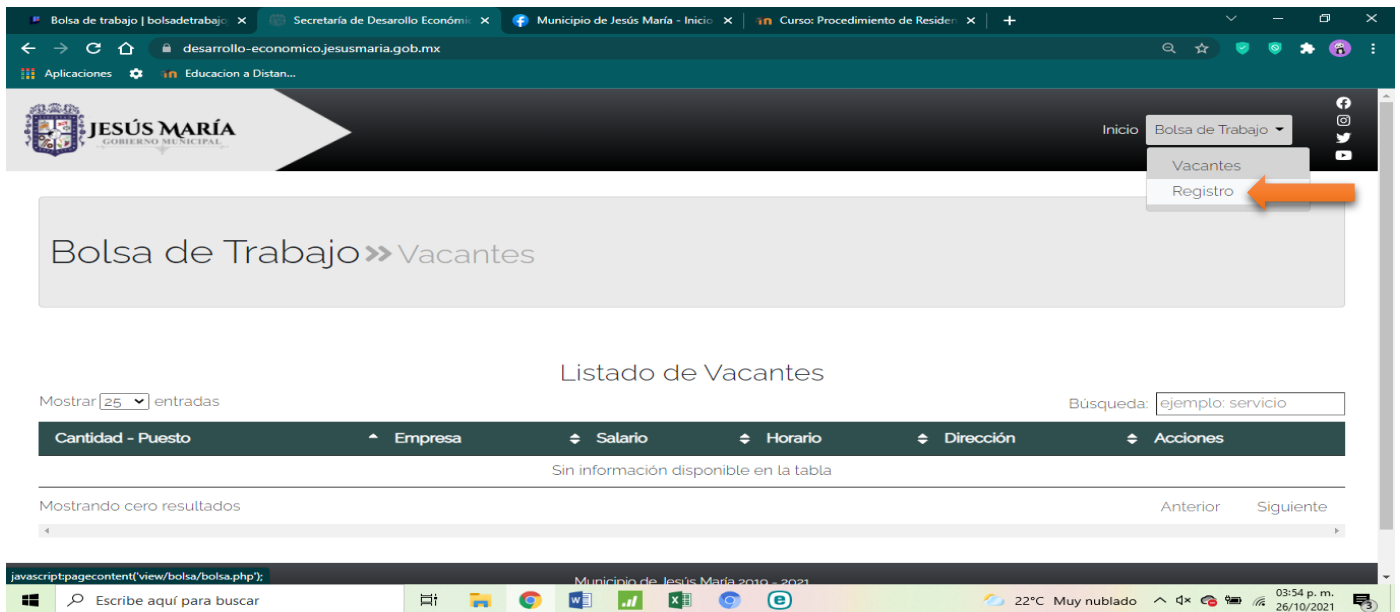 Bolsa de trabajo | bolsadetrabajo
Secretaría de Desarollo Económic
Municipio de Jesús María - Inicio
Curso: Procedimiento de Residen
desarrollo-economico.jesusmaria.gob.mx
Aplicaciones
Educacion a Distan...
JESÚS MARÍA
GOBIERNO MUNICIPAL
Inicio
Bolsa de Trabajo
Vacantes
Registro
Bolsa de Trabajo >> Vacantes
Listado de Vacantes
Mostrar 25 entradas
Búsqueda: ejemplo: servicio
Cantidad - Puesto Empresa Salario Horario Dirección Acciones
Sin información disponible en la tabla
Mostrando cero resultados
Anterior Siguiente
javascript:pagecontent('view/bolsa/bolsa.php');
Municipio de Jesús María 2019 - 2021
Escribe aquí para buscar
22°C Muy nublado
03:54 p. m.
26/10/2021
3